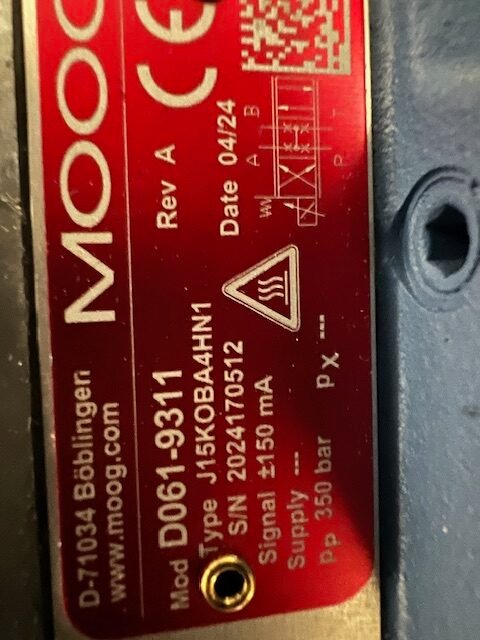 MOOG
D-71034 Böblingen
www.moog.com
CE
Mod D061-9311 Rev A
Type J15KOBA4HN1
S/N 2024170512 Date 04/24
Signal ±150 mA
Supply ---
Pp 350 bar Px ---
A B
P T